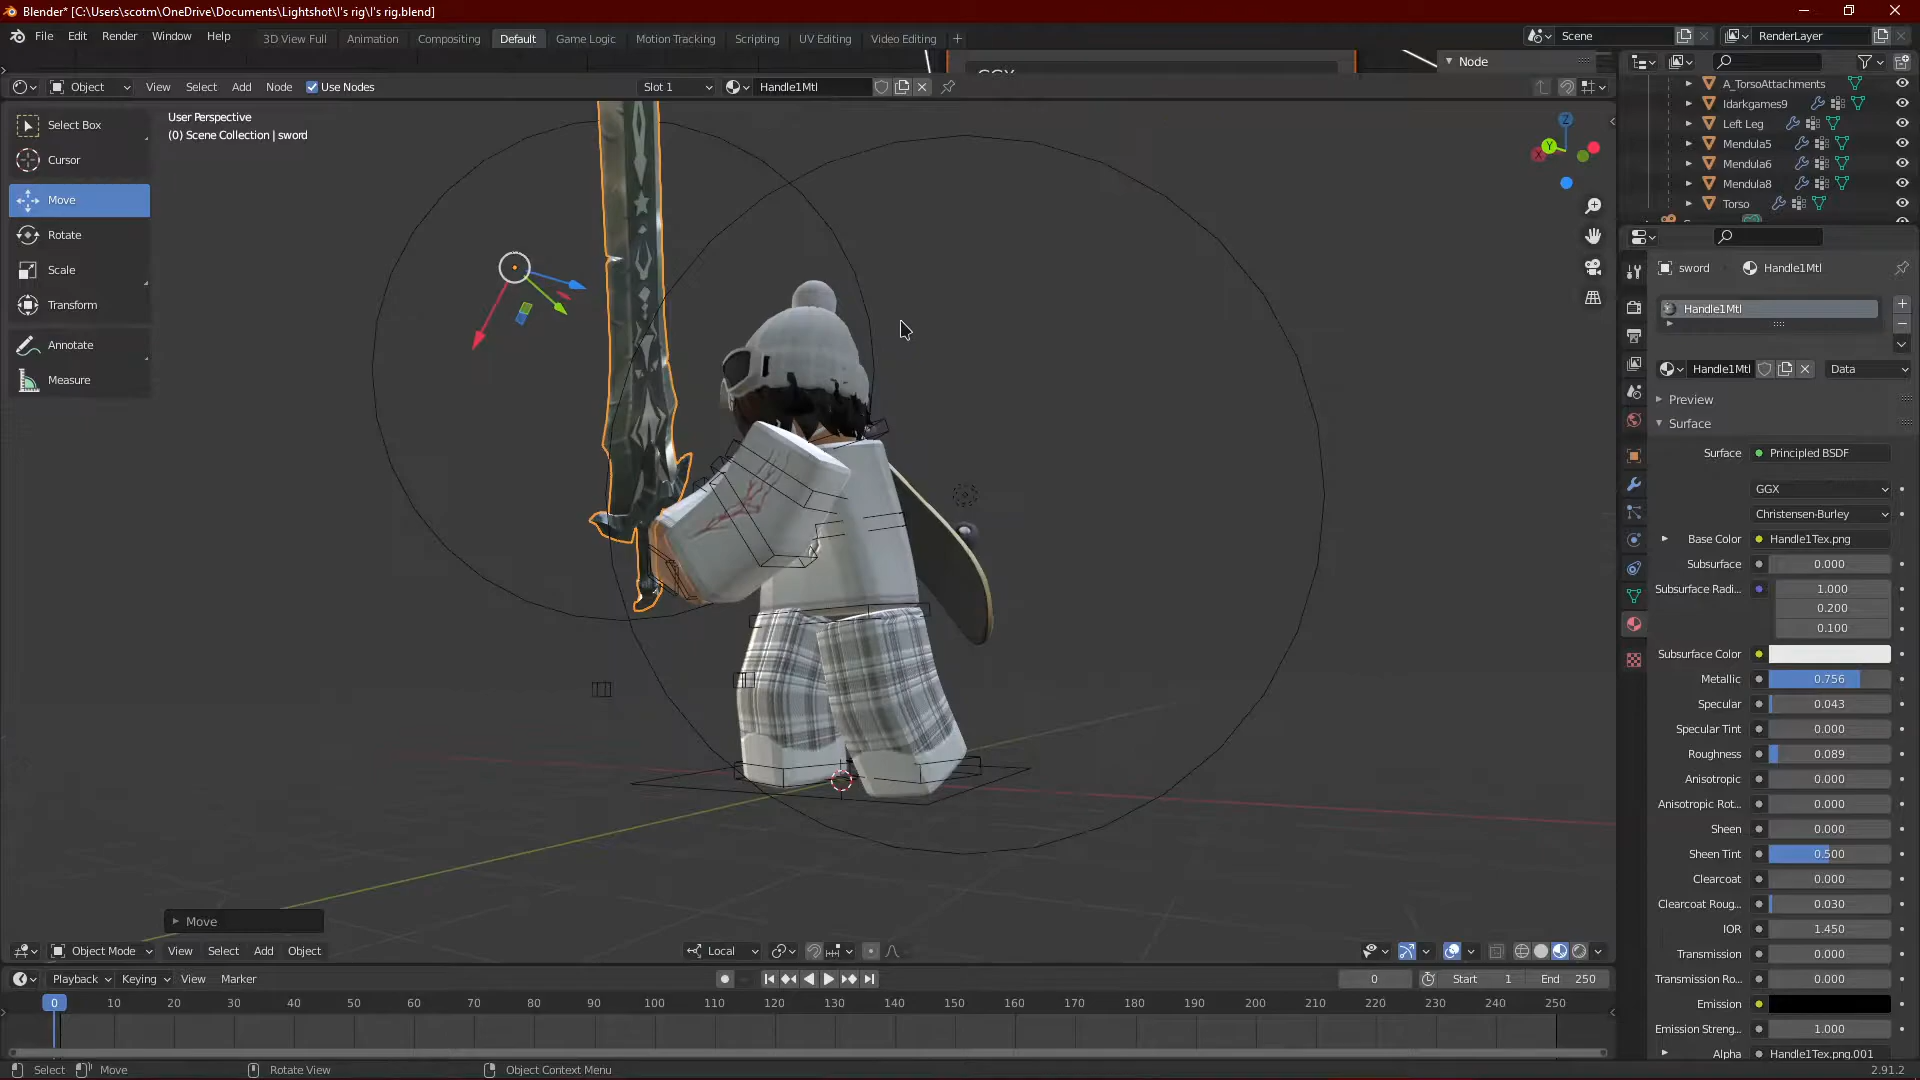 Blender* [C:\Users\scotm\OneDrive\Documents\Lightshot\l's rig\l's rig.blend]
File Edit Render Window Help
3D View Full Animation Compositing Default Game Logic Motion Tracking Scripting UV Editing Video Editing +
Scene
RenderLayer
GGX
Node
Object View Select Add Node Use Nodes Slot 1 Handle1Mtl
Select Box
Cursor
Move
Rotate
Scale
Transform
Annotate
Measure
User Perspective
(0) Scene Collection | sword
Z
Y
X
Move
Object Mode View Select Add Object Local
Playback Keying View Marker 0 Start 1 End 250
0 10 20 30 40 50 60 70 80 90 100 110 120 130 140 150 160 170 180 190 200 210 220 230 240 250
Select Move Rotate View Object Context Menu 2.91.2
A_TorsoAttachments
Idarkgames9
Left Leg
Mendula5
Mendula6
Mendula8
Torso
sword Handle1Mtl
Handle1Mtl
Handle1Mtl Data
Preview
Surface
Surface Principled BSDF
GGX
Christensen-Burley
Base Color Handle1Tex.png
Subsurface 0.000
Subsurface Radi... 1.000
0.200
0.100
Subsurface Color
Metallic 0.756
Specular 0.043
Specular Tint 0.000
Roughness 0.089
Anisotropic 0.000
Anisotropic Rot... 0.000
Sheen 0.000
Sheen Tint 0.500
Clearcoat 0.000
Clearcoat Roug... 0.030
IOR 1.450
Transmission 0.000
Transmission Ro... 0.000
Emission
Emission Streng... 1.000
Alpha Handle1Tex.png.001